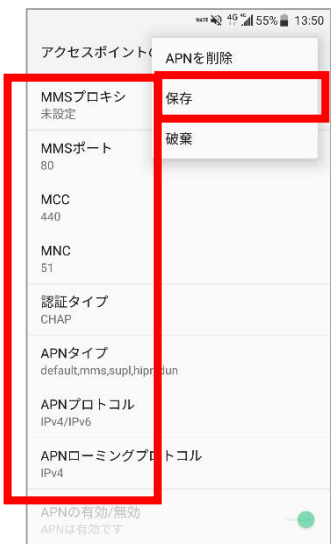 4G 55% 13:50
アクセスポイント
APNを削除
MMSプロキシ
未設定
保存
MMSポート
80
破棄
MCC
440
MNC
51
認証タイプ
CHAP
APNタイプ
default,mms,supl,hipri,dun
APNプロトコル
IPv4/IPv6
APNローミングプロトコル
IPv4
APNの有効/無効
APNは有効です